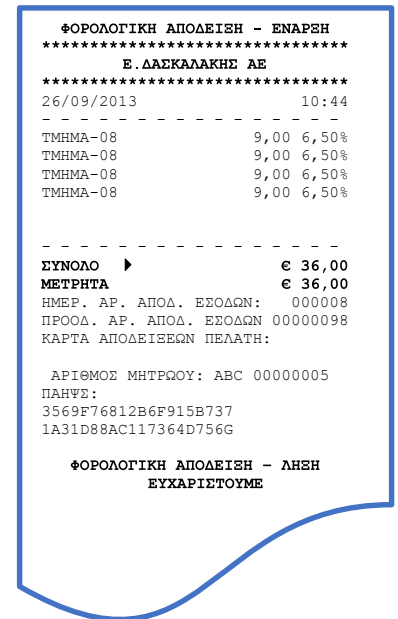 ΦΟΡΟΛΟΓΙΚΗ ΑΠΟΔΕΙΞΗ – ΕΝΑΡΞΗ
********************************
Ε.ΔΑΣΚΑΛΑΚΗΣ ΑΕ
********************************
26/09/2013 10:44
- - - - - - - - - - - - - - - -
ΤΜΗΜΑ-08 9,00 6,50%
ΤΜΗΜΑ-08 9,00 6,50%
ΤΜΗΜΑ-08 9,00 6,50%
ΤΜΗΜΑ-08 9,00 6,50%
- - - - - - - - - - - - - - - -
ΣΥΝΟΛΟ € 36,00
ΜΕΤΡΗΤΑ € 36,00
ΗΜΕΡ. ΑΡ. ΑΠΟΔ. ΕΣΟΔΩΝ: 000008
ΠΡΟΟΔ. ΑΡ. ΑΠΟΔ. ΕΣΟΔΩΝ 00000098
ΚΑΡΤΑ ΑΠΟΔΕΙΞΕΩΝ ΠΕΛΑΤΗ:
ΑΡΙΘΜΟΣ ΜΗΤΡΩΟΥ: ABC 00000005
ΠΑΗΨΣ:
3569F76812B6F915B737
1A31D88AC117364D756G
ΦΟΡΟΛΟΓΙΚΗ ΑΠΟΔΕΙΞΗ – ΛΗΞΗ
ΕΥΧΑΡΙΣΤΟΥΜΕ